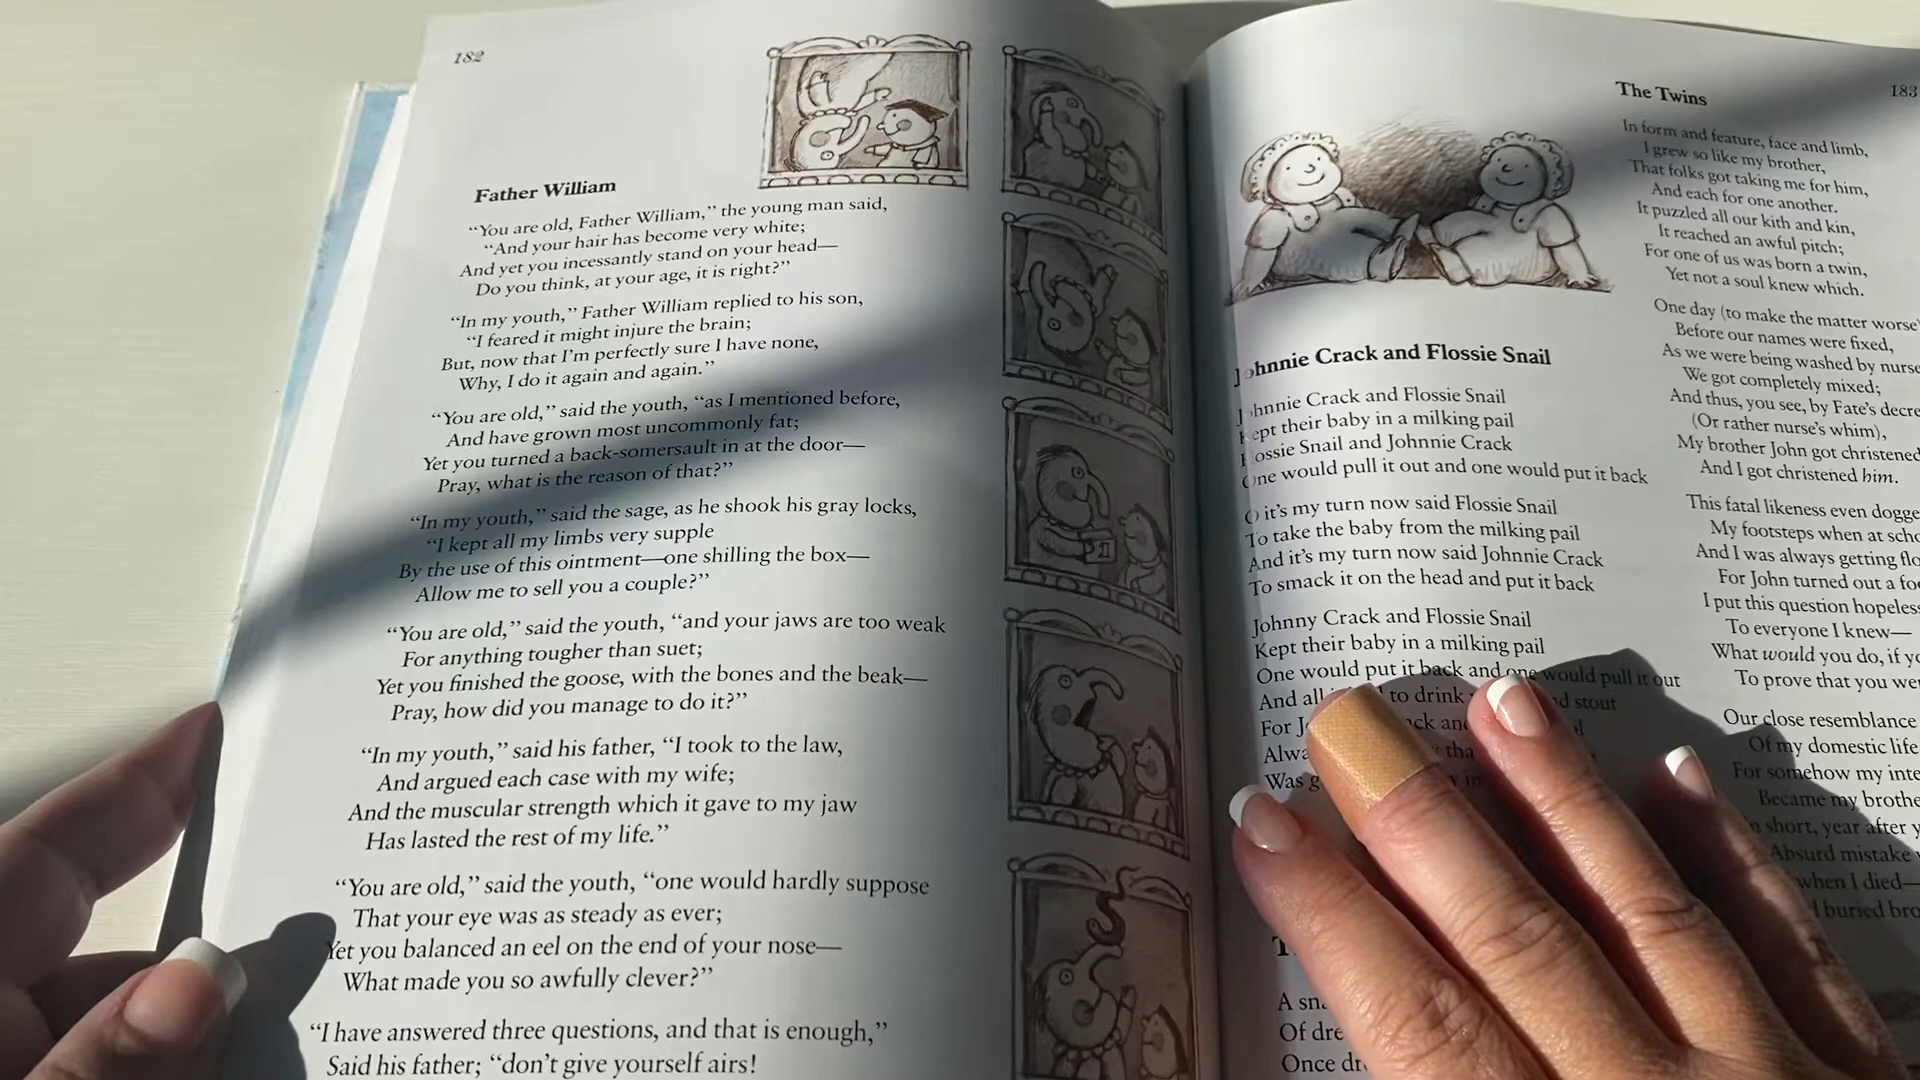 182
Father William
“You are old, Father William,” the young man said,
“And your hair has become very white;
And yet you incessantly stand on your head—
Do you think, at your age, it is right?”
“In my youth,” Father William replied to his son,
“I feared it might injure the brain;
But, now that I’m perfectly sure I have none,
Why, I do it again and again.”
“You are old,” said the youth, “as I mentioned before,
And have grown most uncommonly fat;
Yet you turned a back-somersault in at the door—
Pray, what is the reason of that?”
“In my youth,” said the sage, as he shook his gray locks,
“I kept all my limbs very supple
By the use of this ointment—one shilling the box—
Allow me to sell you a couple?”
“You are old,” said the youth, “and your jaws are too weak
For anything tougher than suet;
Yet you finished the goose, with the bones and the beak—
Pray, how did you manage to do it?”
“In my youth,” said his father, “I took to the law,
And argued each case with my wife;
And the muscular strength which it gave to my jaw
Has lasted the rest of my life.”
“You are old,” said the youth, “one would hardly suppose
That your eye was as steady as ever;
Yet you balanced an eel on the end of your nose—
What made you so awfully clever?”
“I have answered three questions, and that is enough,”
Said his father; “don’t give yourself airs!
Johnnie Crack and Flossie Snail
Johnnie Crack and Flossie Snail
Kept their baby in a milking pail
Flossie Snail and Johnnie Crack
One would pull it out and one would put it back
O it’s my turn now said Flossie Snail
To take the baby from the milking pail
And it’s my turn now said Johnnie Crack
To smack it on the head and put it back
Johnny Crack and Flossie Snail
Kept their baby in a milking pail
One would put it back and one would pull it out
And all to drink stout
For
Was
A
Of
Once
183
The Twins
In form and feature, face and limb,
I grew so like my brother,
That folks got taking me for him,
And each for one another.
It puzzled all our kith and kin,
It reached an awful pitch;
For one of us was born a twin,
Yet not a soul knew which.
One day (to make the matter worse)
Before our names were fixed,
As we were being washed by nurse
We got completely mixed;
And thus, you see, by Fate’s
(Or rather nurse’s whim),
My brother John got christened
And I got christened him.
This fatal likeness even
My footsteps when at
And I was always getting
For John turned out a
I put this question
To everyone I knew—
What would you do, if
To prove that you
Our close resemblance
Of my domestic life
For somehow my
Became my
short, year after
Absurd mistake
when I died—
buried